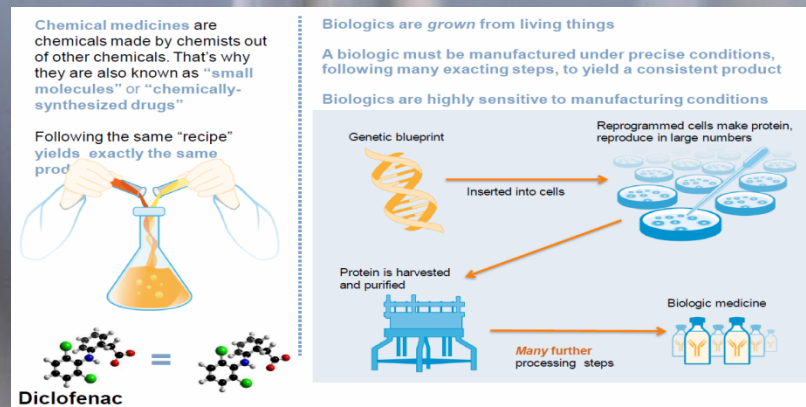 Chemical medicines are
chemicals made by chemists out
of other chemicals. That's why
they are also known as “small
molecules” or “chemically-
synthesized drugs”
Following the same “recipe”
yields exactly the same
Diclofenac
=
Biologics are grown from living things
A biologic must be manufactured under precise conditions,
following many exacting steps, to yield a consistent product
Biologics are highly sensitive to manufacturing conditions
Genetic blueprint
Inserted into cells
Reprogrammed cells make protein,
reproduce in large numbers
Protein is harvested
and purified
Many further
processing steps
Biologic medicine